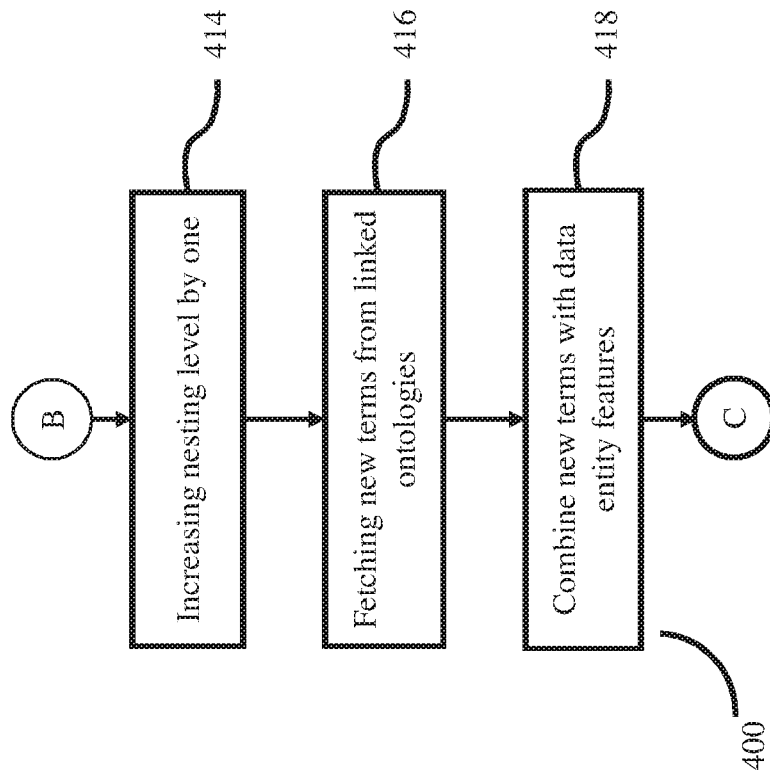 B
Increasing nesting level by one
414
Fetching new terms from linked
ontologies
416
Combine new terms with data
entity features
418
C
400